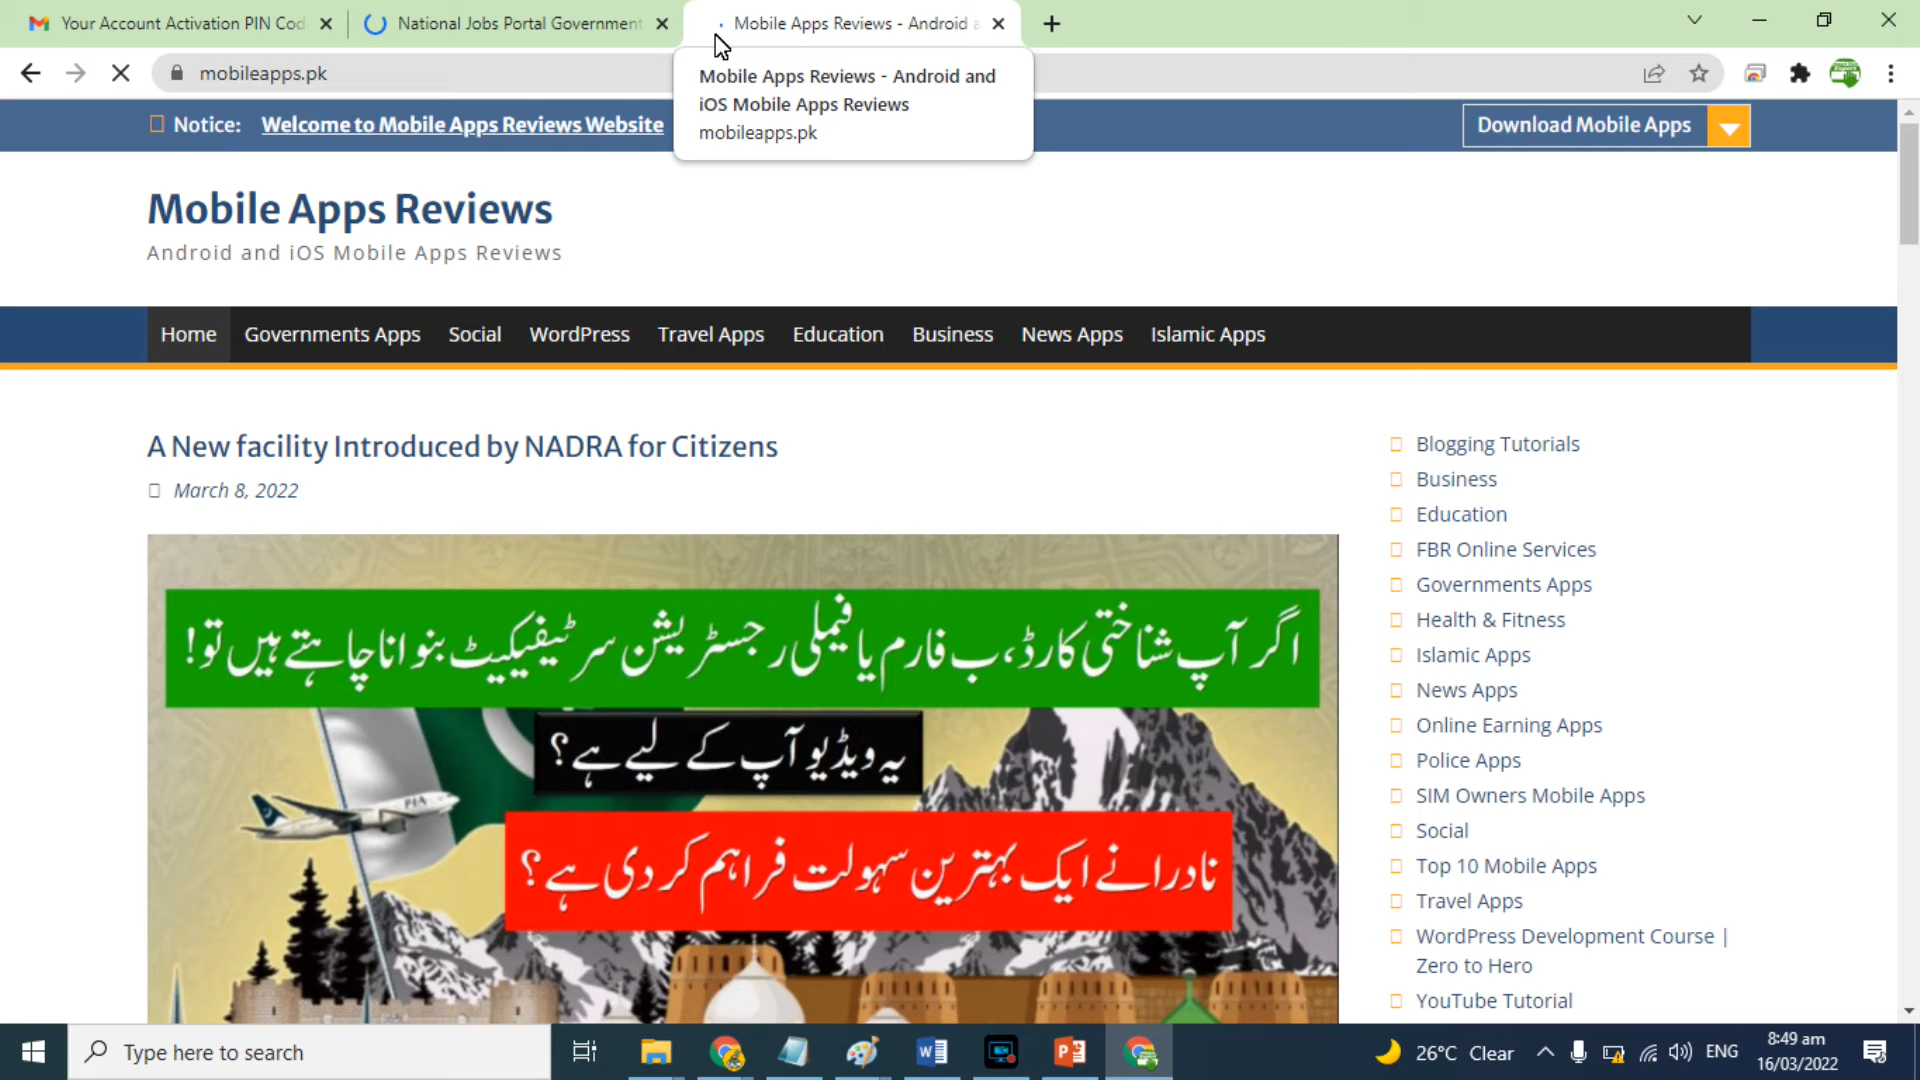 Your Account Activation PIN Cod
National Jobs Portal Government
Mobile Apps Reviews - Android a
mobileapps.pk
Mobile Apps Reviews - Android and
iOS Mobile Apps Reviews
mobileapps.pk
Notice: Welcome to Mobile Apps Reviews Website
Download Mobile Apps
Mobile Apps Reviews
Android and iOS Mobile Apps Reviews
Home Governments Apps Social WordPress Travel Apps Education Business News Apps Islamic Apps
A New facility Introduced by NADRA for Citizens
March 8, 2022
اگر آپ شناختی کارڈ، ب فارم یا فیملی رجسٹریشن سرٹیفیکیٹ بنوانا چاہتے ہیں تو!
یہ ویڈیو آپ کے لیے ہے؟
نادرا نے ایک بہترین سہولت فراہم کر دی ہے؟
PIA
Blogging Tutorials
Business
Education
FBR Online Services
Governments Apps
Health & Fitness
Islamic Apps
News Apps
Online Earning Apps
Police Apps
SIM Owners Mobile Apps
Social
Top 10 Mobile Apps
Travel Apps
WordPress Development Course |
Zero to Hero
YouTube Tutorial
Type here to search
26°C Clear
ENG
8:49 am
16/03/2022